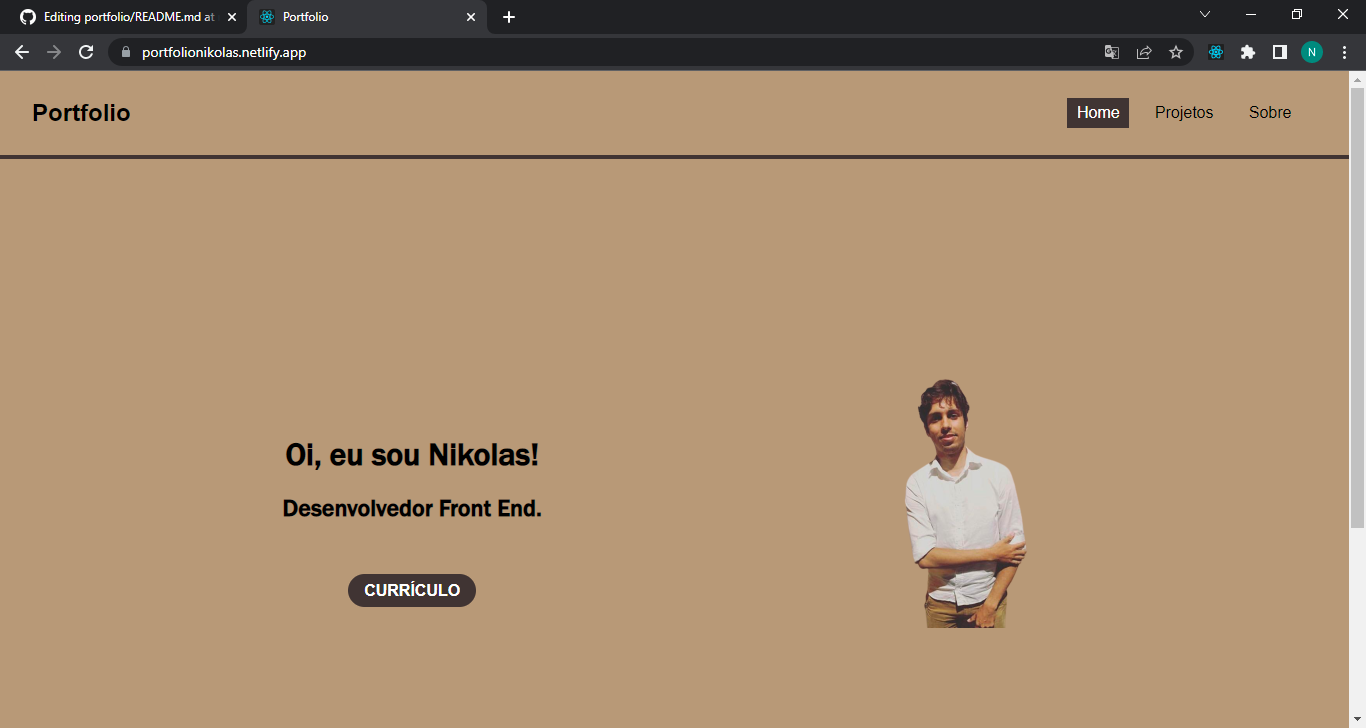 Editing portfolio/README.md at
Portfolio
portfolionikolas.netlify.app
N
Portfolio
Home
Projetos
Sobre
Oi, eu sou Nikolas!
Desenvolvedor Front End.
CURRÍCULO